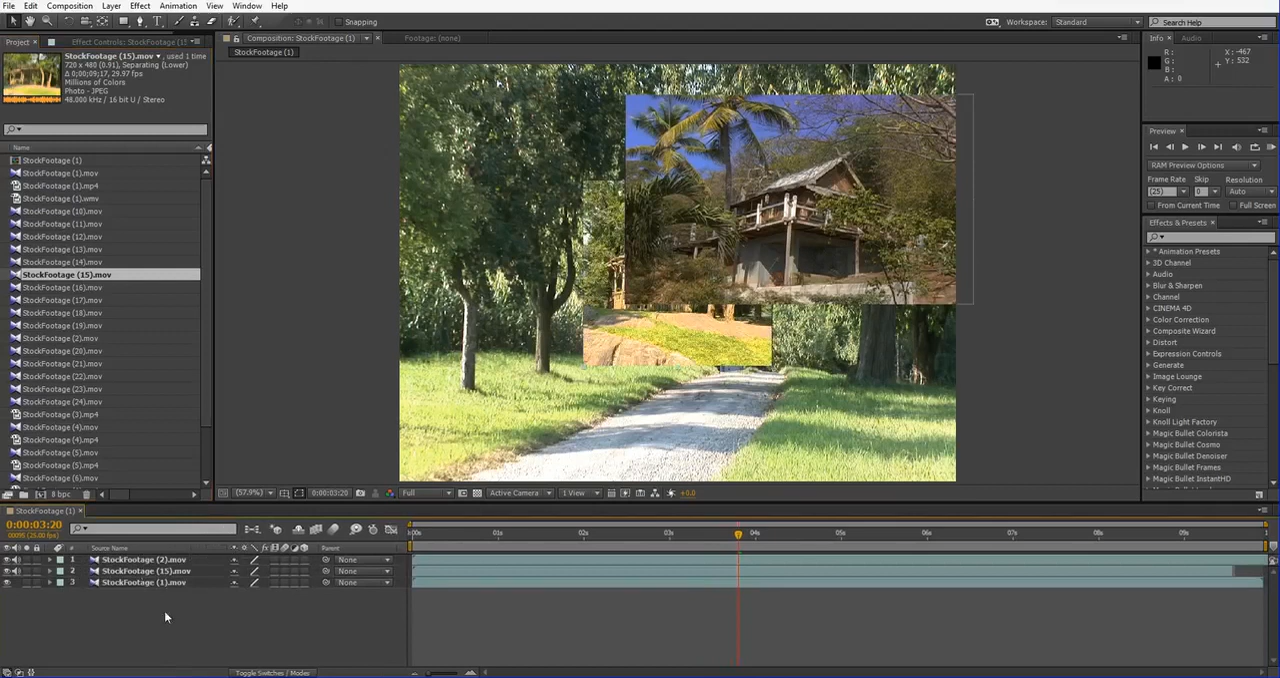 File Edit Composition Layer Effect Animation View Window Help
Snapping
Workspace: Standard
Search Help
Project × Effect Controls: StockFootage (1)
StockFootage (15).mov ▼ , used 1 time
720 x 480 (0.91), Separating (Lower)
Δ 0;00;09;17, 29.97 fps
Millions of Colors
Photo - JPEG
48.000 kHz / 16 bit U / Stereo
Name
StockFootage (1)
StockFootage (1).mov
StockFootage (1).mp4
StockFootage (1).wmv
StockFootage (10).mov
StockFootage (11).mov
StockFootage (12).mov
StockFootage (13).mov
StockFootage (14).mov
StockFootage (15).mov
StockFootage (16).mov
StockFootage (17).mov
StockFootage (18).mov
StockFootage (19).mov
StockFootage (2).mov
StockFootage (20).mov
StockFootage (21).mov
StockFootage (22).mov
StockFootage (23).mov
StockFootage (24).mov
StockFootage (3).mp4
StockFootage (4).mov
StockFootage (4).mp4
StockFootage (5).mov
StockFootage (5).mp4
StockFootage (6).mov
8 bpc
Composition: StockFootage (1)
Footage: (none)
StockFootage (1)
(57.9%) 0:00:03:20 Full Active Camera 1 View +0.0
Info × Audio
R :
G :
B :
A : 0
X : -467
Y : 532
Preview ×
RAM Preview Options
Frame Rate Skip Resolution
(25) 0 Auto
From Current Time Full Screen
Effects & Presets ×
* Animation Presets
3D Channel
Audio
Blur & Sharpen
Channel
CINEMA 4D
Color Correction
Composite Wizard
Distort
Expression Controls
Generate
Image Lounge
Key Correct
Keying
Knoll
Knoll Light Factory
Magic Bullet Colorista
Magic Bullet Cosmo
Magic Bullet Denoiser
Magic Bullet Frames
Magic Bullet InstantHD
Magic Bullet Looks
StockFootage (1) ×
0:00:03:20
00095 (25.00 fps)
Source Name Parent
1 StockFootage (2).mov None
2 StockFootage (15).mov None
3 StockFootage (1).mov None
00s 01s 02s 03s 04s 05s 06s 07s 08s 09s 1
Toggle Switches / Modes